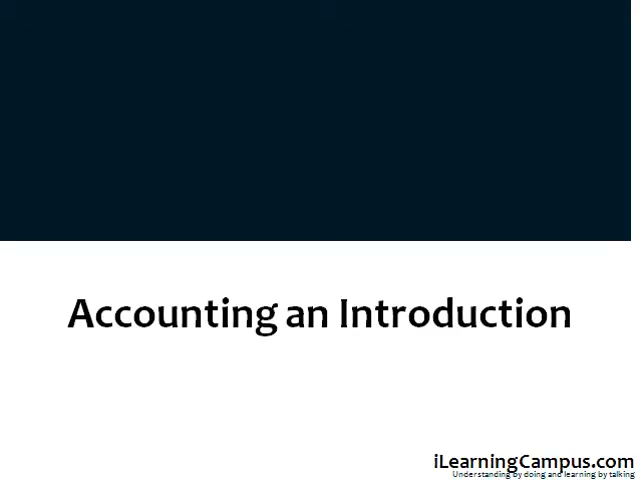 Accounting an Introduction
iLearningCampus.com
Understanding by doing and learning by talking